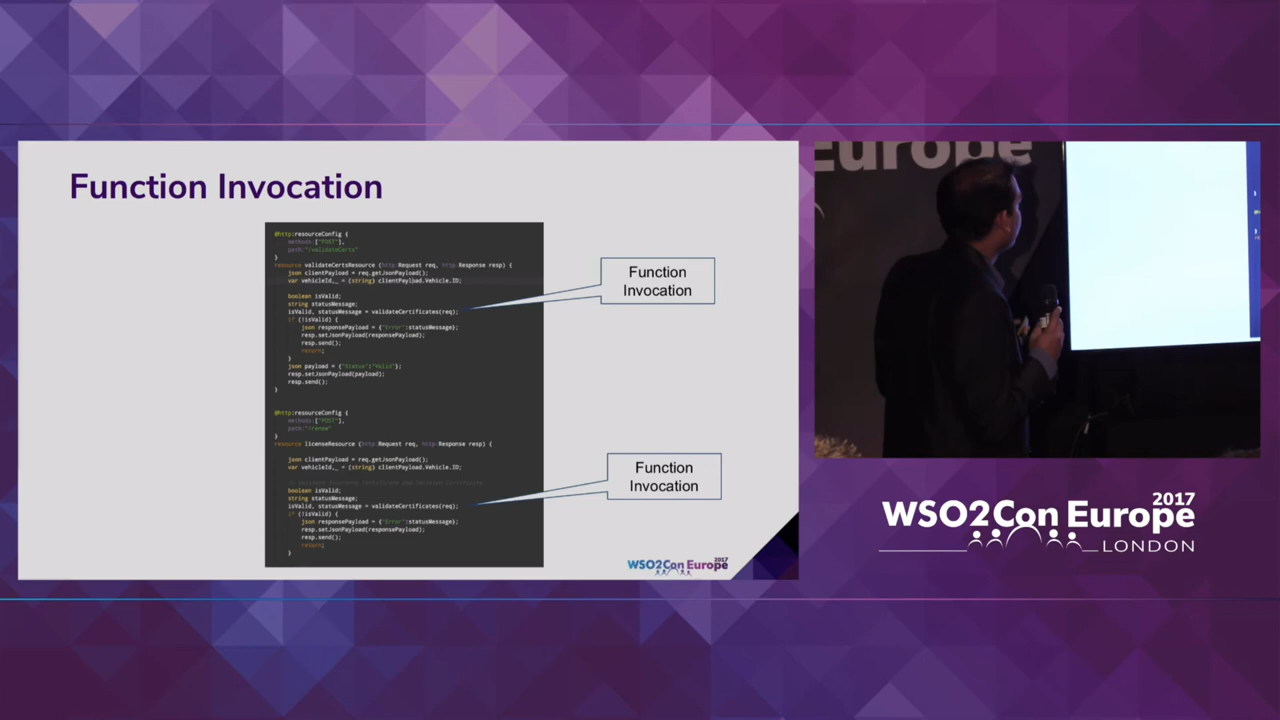 Function Invocation
@http:resourceConfig {
methods:["POST"],
path:"/validateCerts"
}
resource validateCertsResource (http:Request req, http:Response resp) {
json clientPayload = req.getJsonPayload();
var vehicleId,_ = (string) clientPayload.Vehicle.ID;
boolean isValid;
string statusMessage;
isValid, statusMessage = validateCertificates(req);
if (!isValid) {
json responsePayload = {"Error":statusMessage};
resp.setJsonPayload(responsePayload);
resp.send();
return;
}
json payload = {"Status":"Valid"};
resp.setJsonPayload(payload);
resp.send();
}
@http:resourceConfig {
methods:["POST"],
path:"/renew"
}
resource licenseResource (http:Request req, http:Response resp) {
json clientPayload = req.getJsonPayload();
var vehicleId,_ = (string) clientPayload.Vehicle.ID;
boolean isValid;
string statusMessage;
isValid, statusMessage = validateCertificates(req);
if (!isValid) {
json responsePayload = {"Error":statusMessage};
resp.setJsonPayload(responsePayload);
resp.send();
return;
}
Function
Invocation
Function
Invocation
WSO2Con Europe 2017
Europe
WSO2Con Europe 2017
LONDON